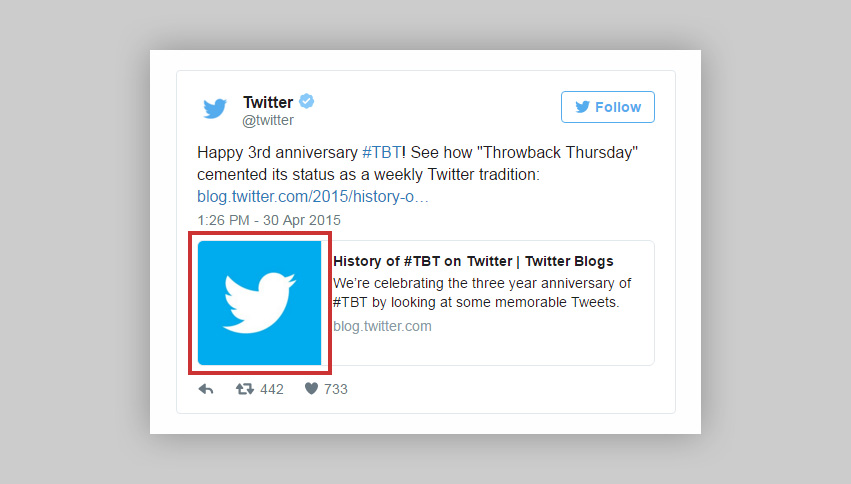 Twitter
@twitter
Follow
Happy 3rd anniversary #TBT! See how "Throwback Thursday"
cemented its status as a weekly Twitter tradition:
blog.twitter.com/2015/history-o…
1:26 PM - 30 Apr 2015
History of #TBT on Twitter | Twitter Blogs
We’re celebrating the three year anniversary of
#TBT by looking at some memorable Tweets.
blog.twitter.com
442 733